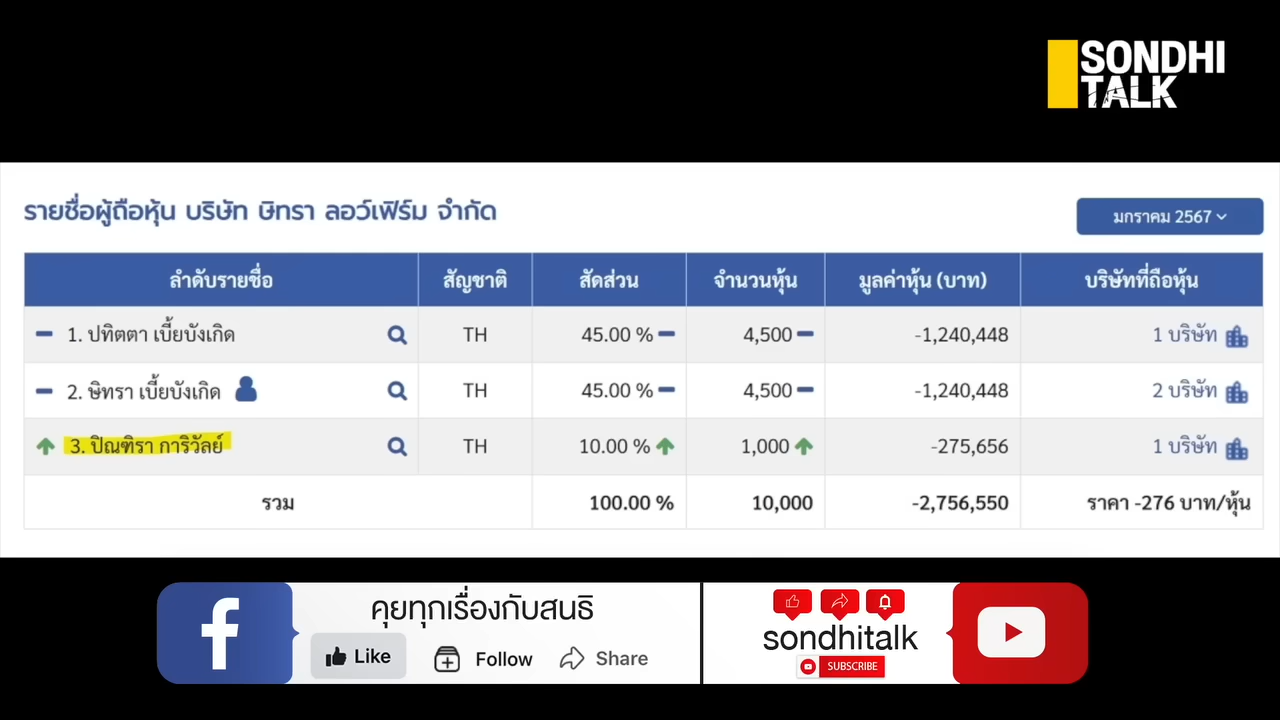 SONDHI
TALK
รายชื่อผู้ถือหุ้น บริษัท ษิทรา ลอว์เฟิร์ม จำกัด
มกราคม 2567
ลำดับรายชื่อ สัญชาติ สัดส่วน จำนวนหุ้น มูลค่าหุ้น (บาท) บริษัทที่ถือหุ้น
1. ปทิตตา เบี้ยบังเกิด TH 45.00 % 4,500 -1,240,448 1 บริษัท
2. ษิทรา เบี้ยบังเกิด TH 45.00 % 4,500 -1,240,448 2 บริษัท
3. ปิณฑิรา การิวัลย์ TH 10.00 % 1,000 -275,656 1 บริษัท
รวม 100.00 % 10,000 -2,756,550 ราคา -276 บาท/หุ้น
คุยทุกเรื่องกับสนธิ
Like Follow Share
sondhitalk
SUBSCRIBE